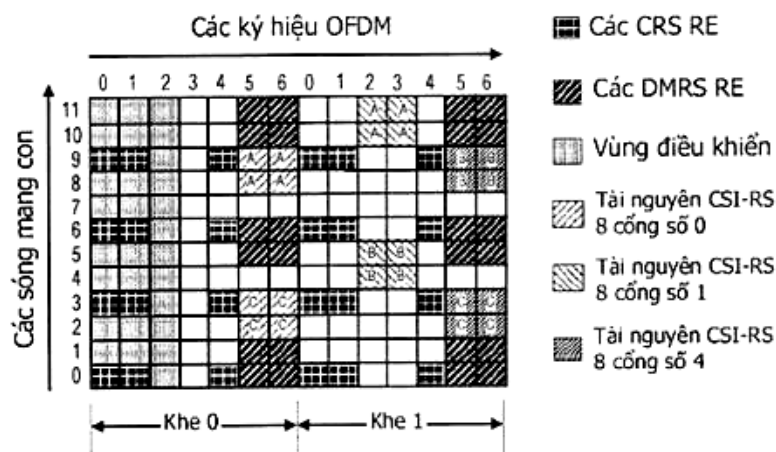 Các ký hiệu OFDM
0 1 2 3 4 5 6 0 1 2 3 4 5 6
Các sóng mang con
11 A A
10 A A
9 A A B B
8 A A B B
7
6
5 B B
4 B B
3 C C C C
2 C C C C
1
0
Khe 0 Khe 1
Các CRS RE
Các DMRS RE
Vùng điều khiển
Tài nguyên CSI-RS
8 cổng số 0
Tài nguyên CSI-RS
8 cổng số 1
Tài nguyên CSI-RS
8 cổng số 4